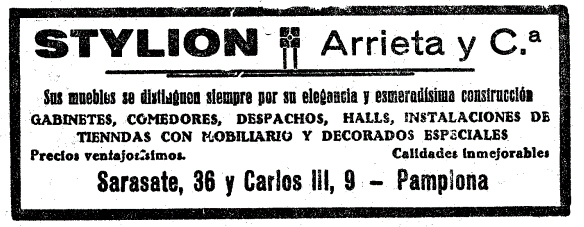 STYLION Arrieta y C.ª
Sus muebles se distinguen siempre por su elegancia y esmeradísima construcción
GABINETES, COMEDORES, DESPACHOS, HALLS, INSTALACIONES DE
TIENNDAS CON MOBILIARIO Y DECORADOS ESPECIALES
Precios ventajosísimos. Calidades inmejorables
Sarasate, 36 y Carlos III, 9 – Pamplona